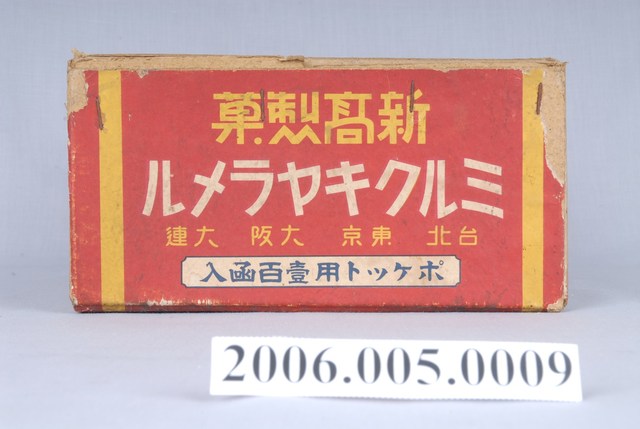 新高製菓
ミルクキヤラメル
台北 東京 大阪 大連
ポケット用壹百函入
2006.005.0009